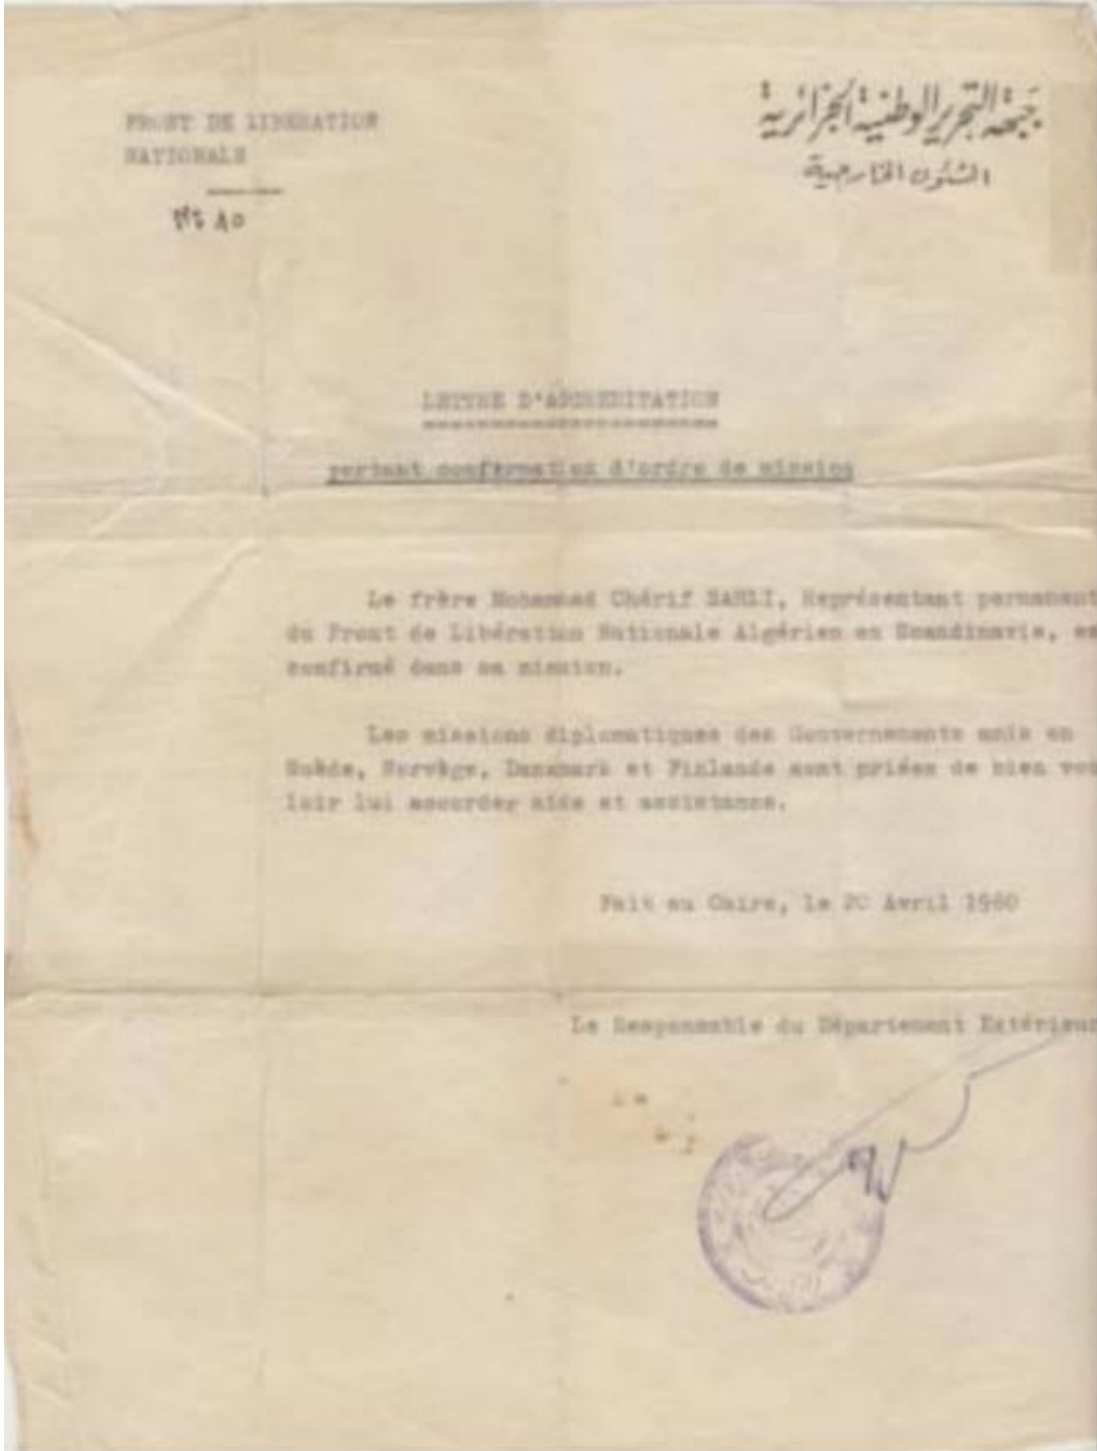 FRONT DE LIBERATION
NATIONALE
جبهة التحرير الوطنية الجزائرية
الشئون الخارجية
LETTRE D'ACCREDITATION
portant confirmation d'ordre de mission
Le frère Mohammed Chérif SAHLI, Représentant permanent
du Front de Libération Nationale Algérien en Scandinavie, es
confirmé dans sa mission.
Les missions diplomatiques des Gouvernements amis en
Suède, Norvège, Danemark et Finlande sont priées de bien vou
loir lui accorder aide et assistance.
Fait au Caire, le 20 Avril 1960
Le Responsable du Département Extérieur